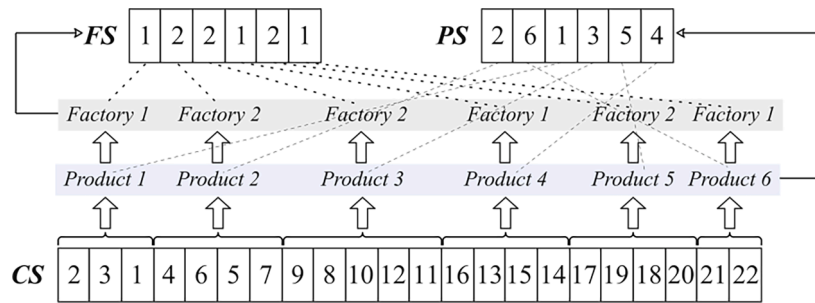 FS 1 2 2 1 2 1 PS 2 6 1 3 5 4
Factory 1 Factory 2 Factory 2 Factory 1 Factory 2 Factory 1
Product 1 Product 2 Product 3 Product 4 Product 5 Product 6
CS 2 3 1 4 6 5 7 9 8 10 12 11 16 13 15 14 17 19 18 20 21 22